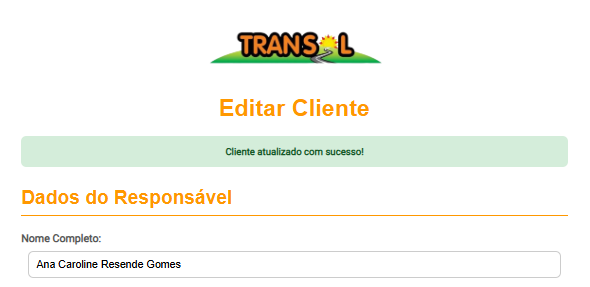 TRANSOL
Editar Cliente
Cliente atualizado com sucesso!
Dados do Responsável
Nome Completo:
Ana Caroline Resende Gomes